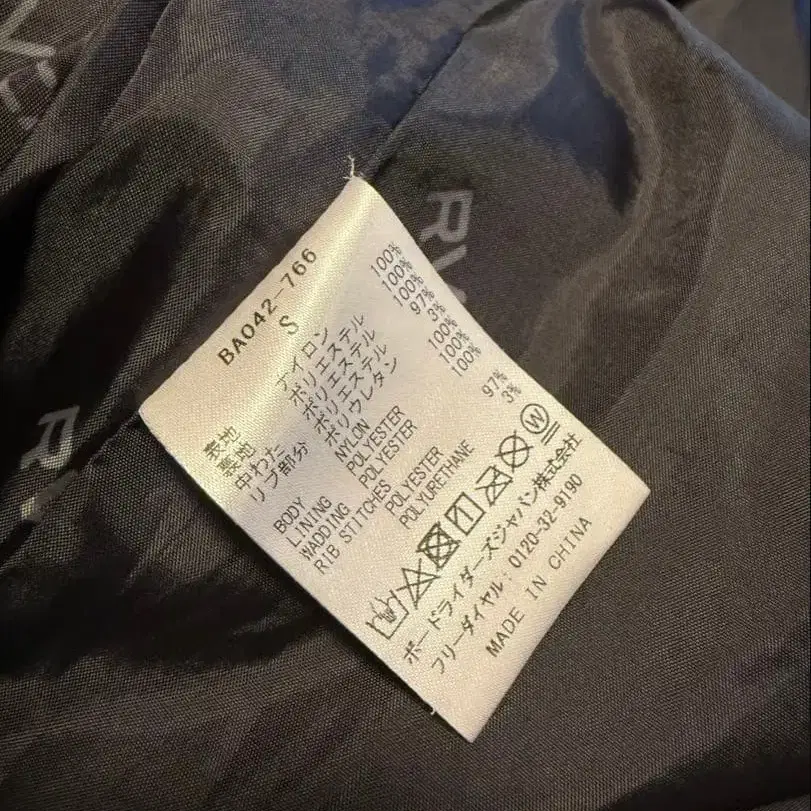 BA042-766
S
表地 ナイロン 100%
裏地 ポリエステル 100%
中わた ポリエステル 100%
リブ部分 ポリエステル 97%
ポリウレタン 3%
BODY NYLON 100%
LINING POLYESTER 100%
WADDING POLYESTER 100%
RIB STITCHES POLYESTER 97%
POLYURETHANE 3%
W
ボードライダーズジャパン株式会社
フリーダイヤル:0120-32-9190
MADE IN CHINA